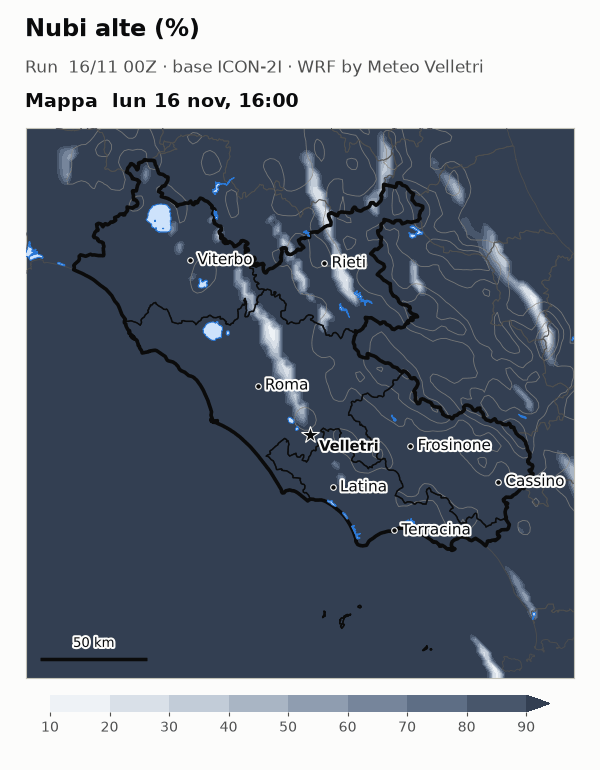 Nubi alte (%)
Run  16/11 00Z · base ICON-2I · WRF by Meteo Velletri
Mappa  lun 16 nov, 16:00
Viterbo
Rieti
Roma
Velletri
Frosinone
Cassino
Latina
Terracina
50 km
10 20 30 40 50 60 70 80 90